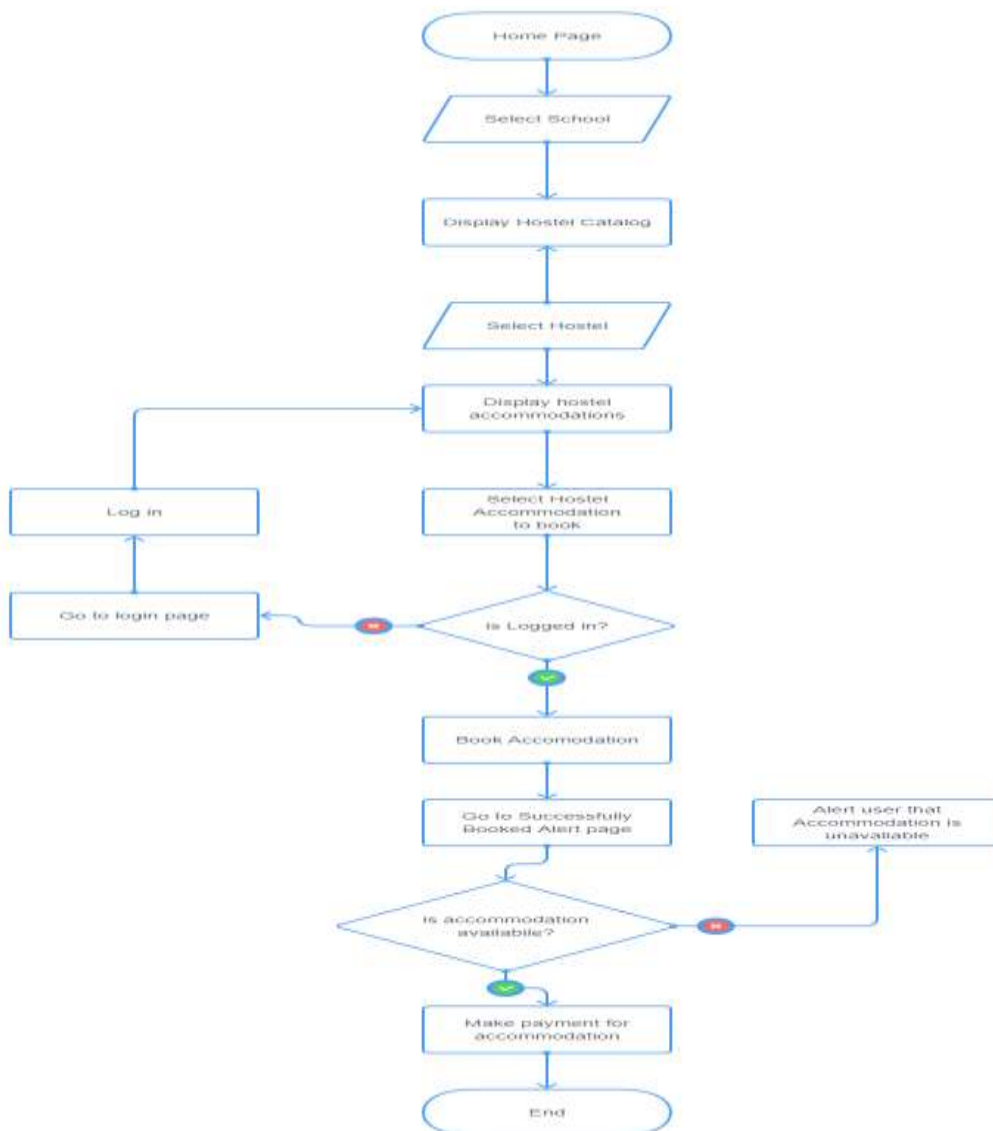 Home Page
Select School
Display Hostel Catalog
Select Hostel
Display hostel
accommodations
Log in
Select Hostel
Accommodation
to book
Go to login page
Is Logged in?
Book Accomodation
Go to Successfully
Booked Alert page
Alert user that
Accommodation is
unavaliable
Is accommodation
availabile?
Make payment for
accommodation
End